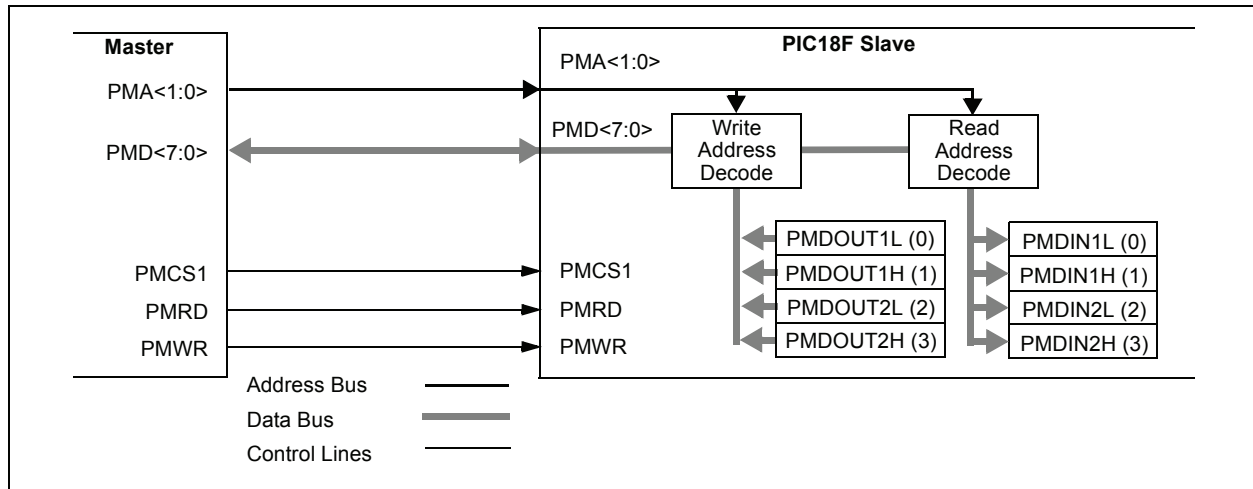 Master
PMA<1:0>
PMD<7:0>
PMCS1
PMRD
PMWR
PIC18F Slave
PMA<1:0>
PMD<7:0>
PMCS1
PMRD
PMWR
Write
Address
Decode
Read
Address
Decode
PMDOUT1L (0)
PMDOUT1H (1)
PMDOUT2L (2)
PMDOUT2H (3)
PMDIN1L (0)
PMDIN1H (1)
PMDIN2L (2)
PMDIN2H (3)
Address Bus
Data Bus
Control Lines